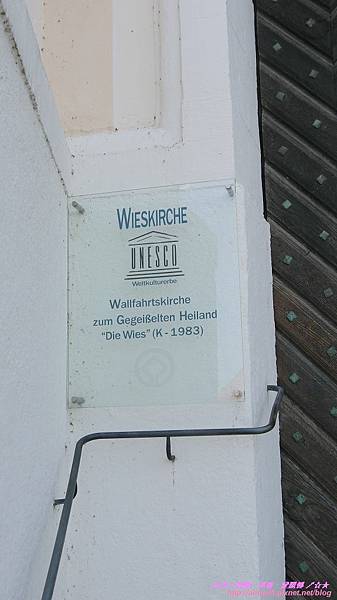 WIESKIRCHE
UNESCO
Weltkulturerbe
Wallfahrtskirche
zum Gegeißelten Heiland
"Die Wies" (K - 1983)